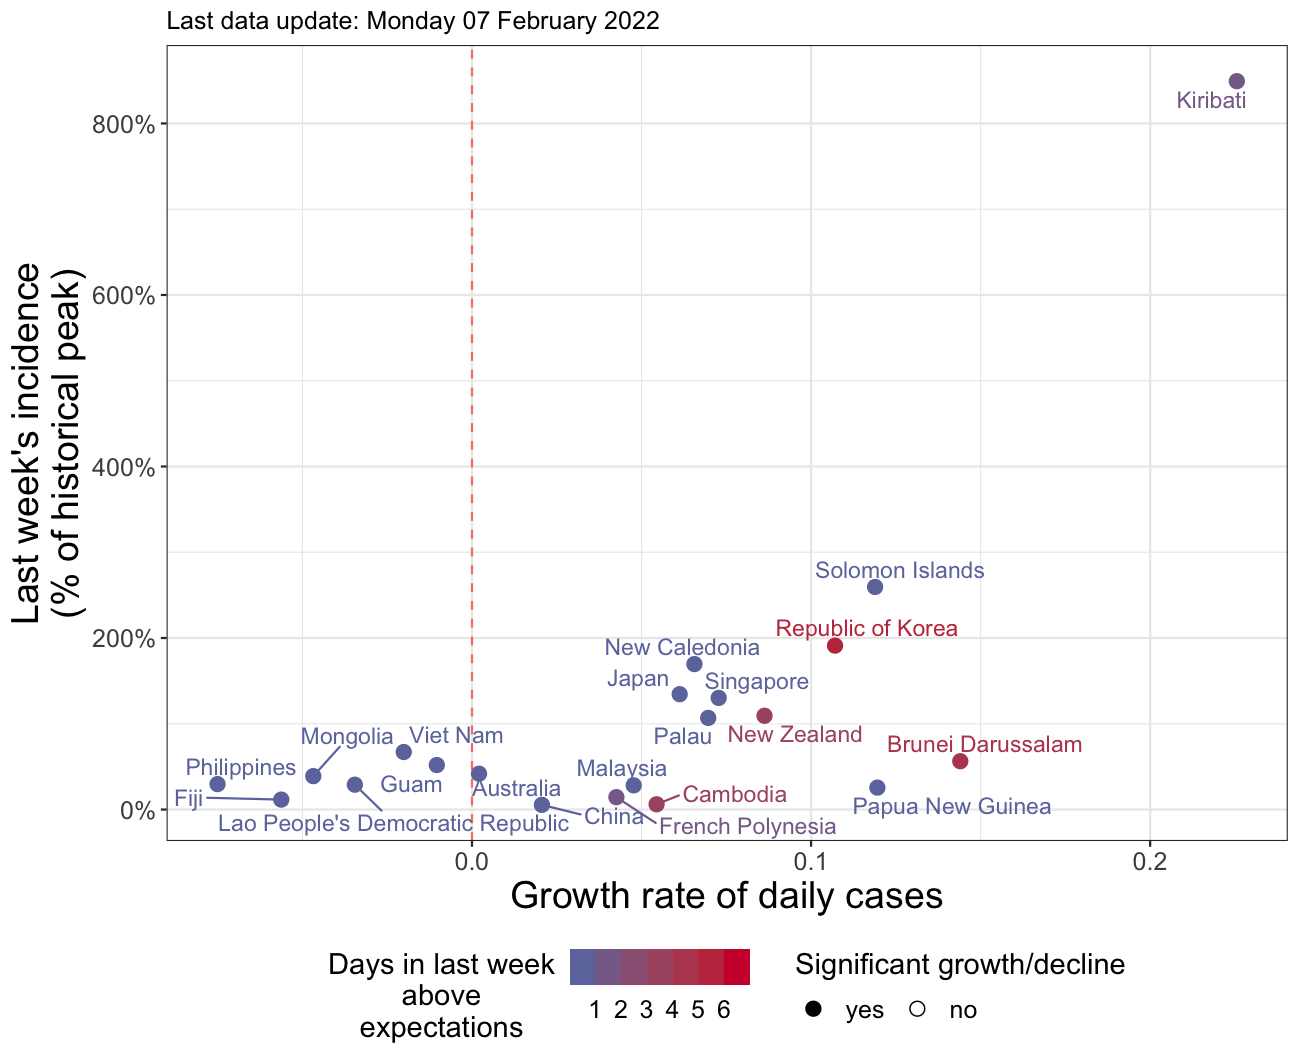 Last data update: Monday 07 February 2022
Last week's incidence
(% of historical peak)
800%
600%
400%
200%
0%
Kiribati
Solomon Islands
Republic of Korea
New Caledonia
Japan
Singapore
Palau
New Zealand
Mongolia
Viet Nam
Brunei Darussalam
Philippines
Malaysia
Guam
Australia
Fiji
Cambodia
Papua New Guinea
Lao People's Democratic Republic
China
French Polynesia
0.0
0.1
0.2
Growth rate of daily cases
Days in last week
above
expectations
1 2 3 4 5 6
Significant growth/decline
yes
no